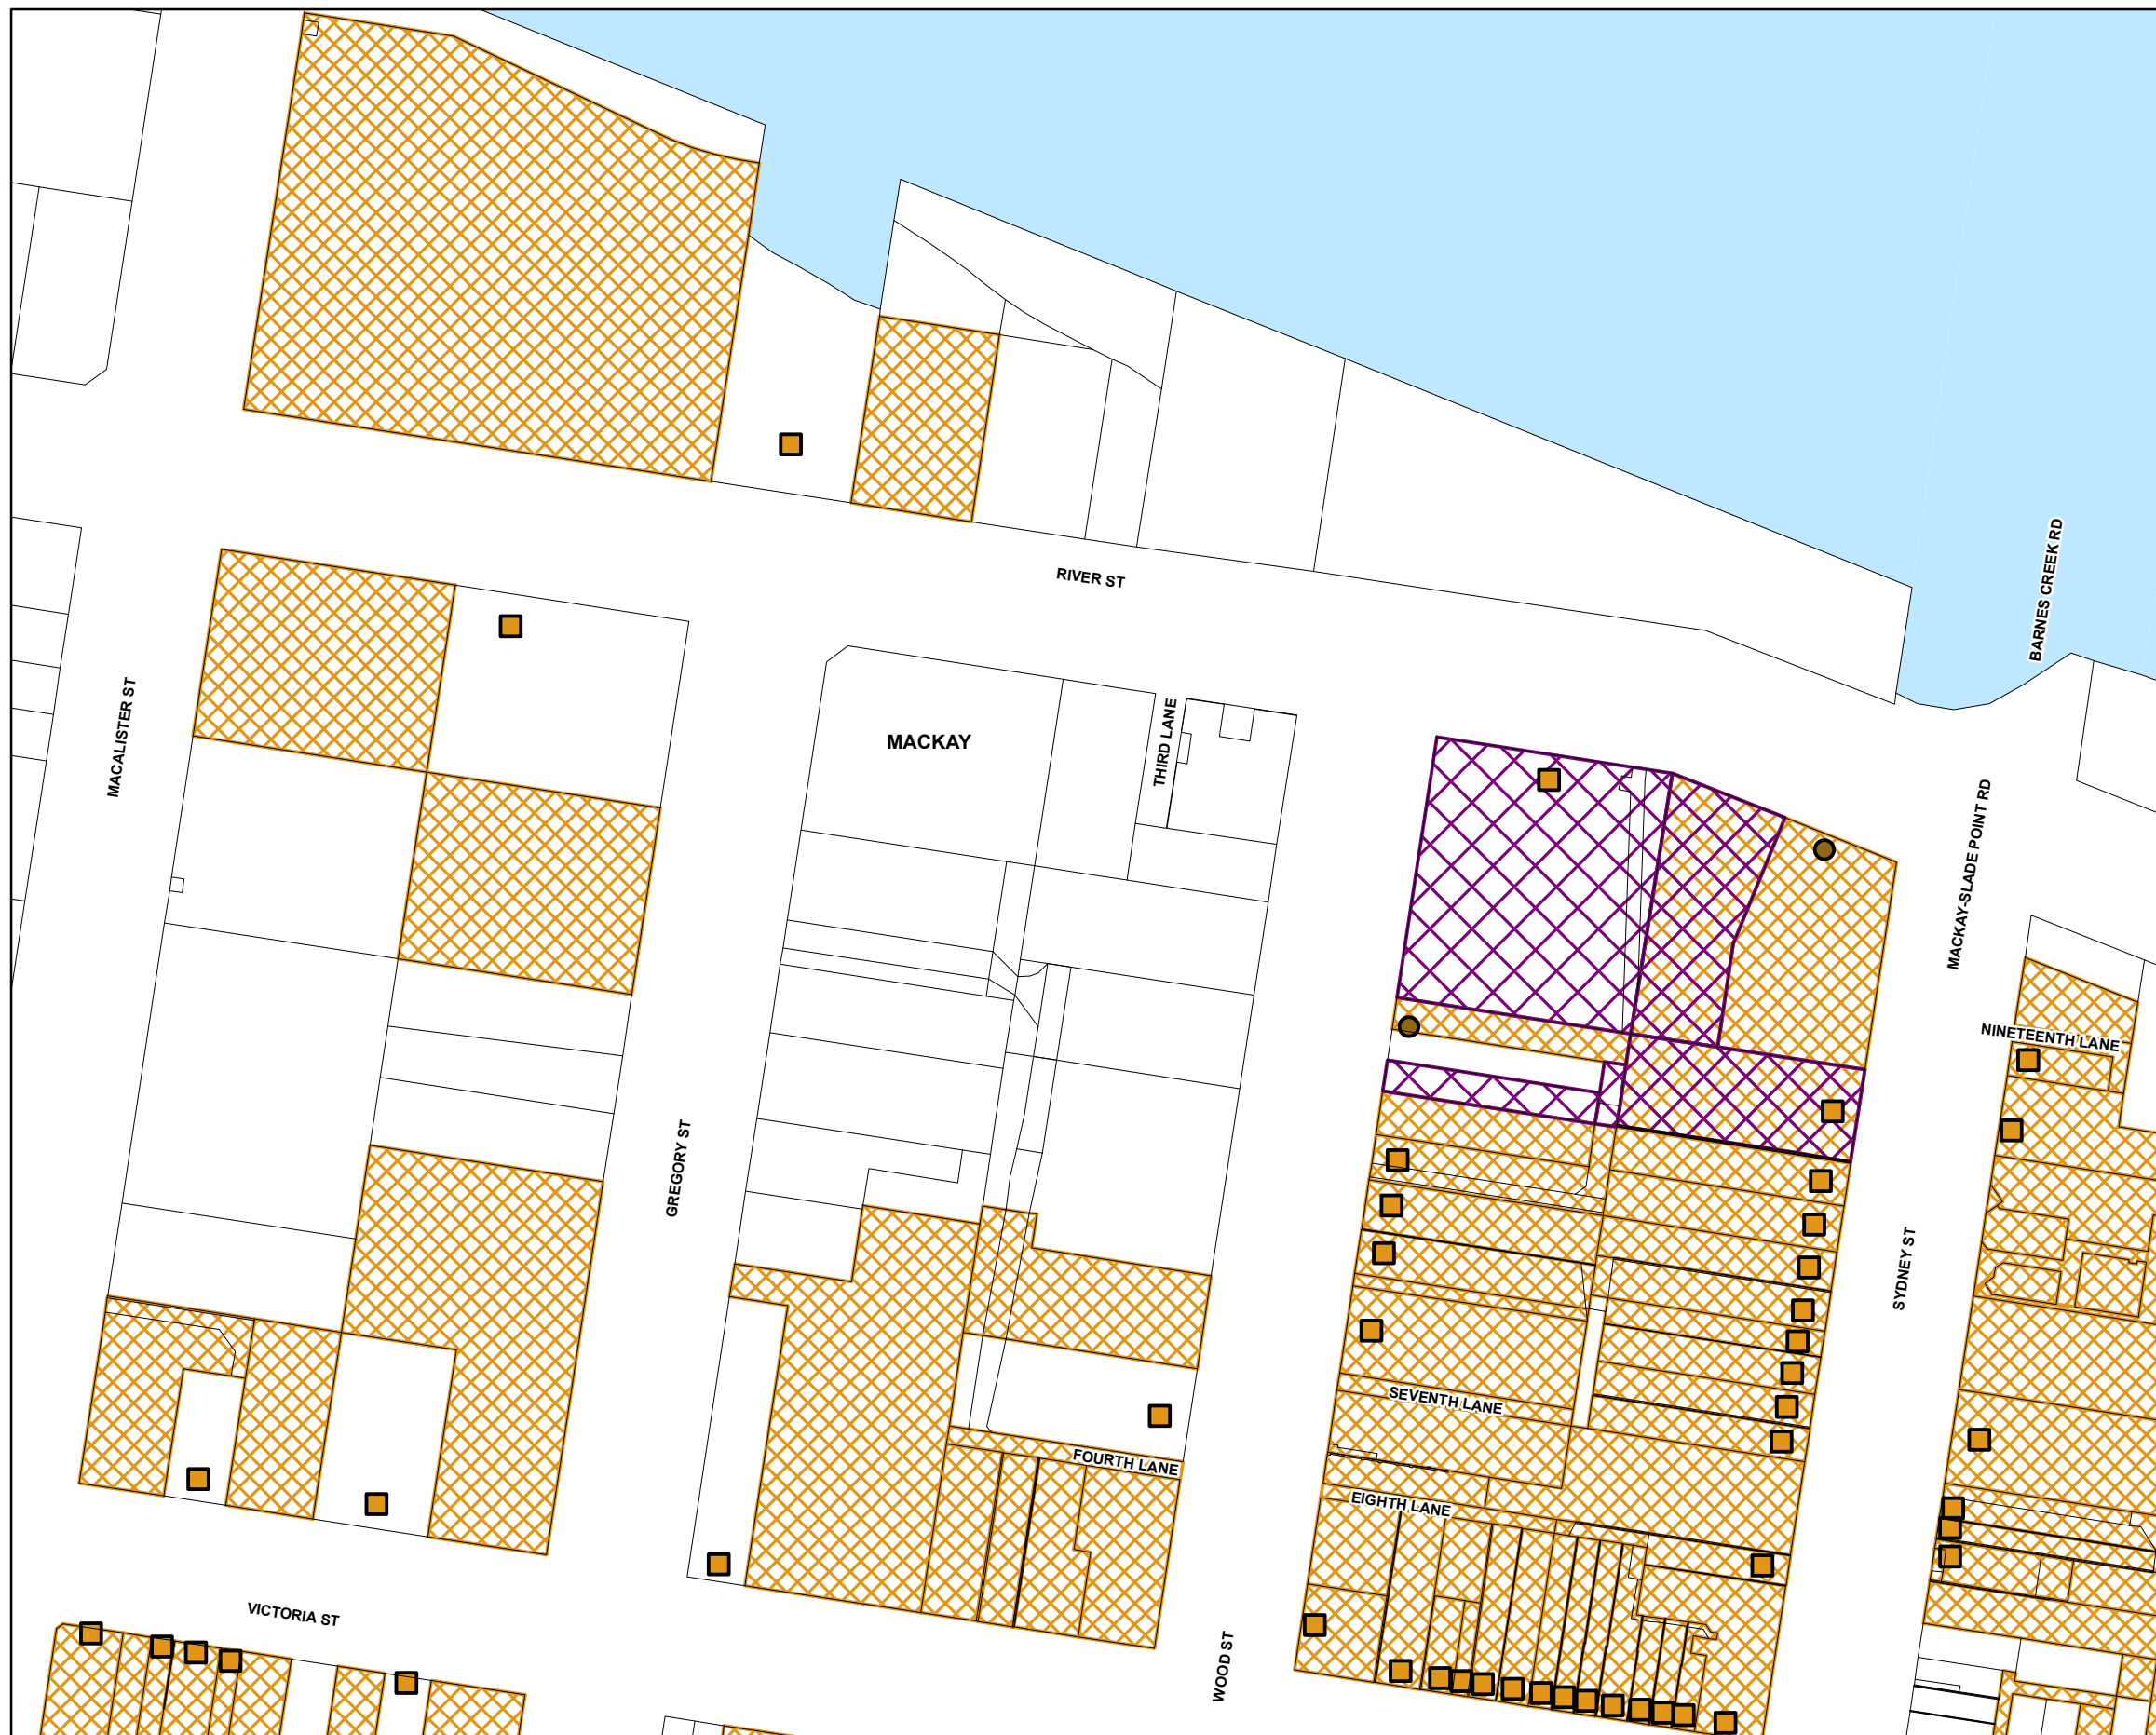 BARNES CREEK RD
RIVER ST
MACALISTER ST
MACKAY
THIRD LANE
MACKAY-SLADE POINT RD
NINETEENTH LANE
GREGORY ST
SYDNEY ST
SEVENTH LANE
FOURTH LANE
EIGHTH LANE
VICTORIA ST
WOOD ST